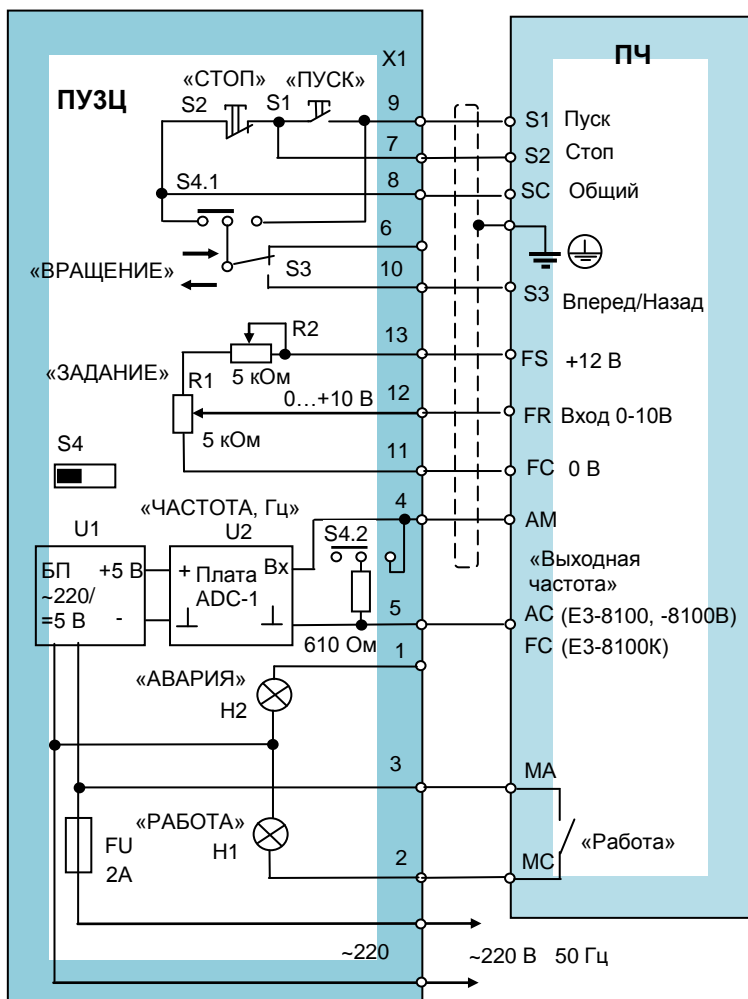 X1
ПЧ
ПУЗЦ
«СТОП» «ПУСК»
S2
S1
9
S1 Пуск
7
S2 Стоп
S4.1
8
SC Общий
6
«ВРАЩЕНИЕ»
S3
10
S3 Вперед/Назад
R2
13
FS +12 В
«ЗАДАНИЕ»
R1
5 кОм
0…+10 В
12
FR Вход 0-10В
5 кОм
11
FC 0 В
S4
«ЧАСТОТА, Гц»
4
AM
U1
U2
S4.2
БП +5 В
~220/
=5 В -
+ Плата Вх
ADC-1
«Выходная
частота»
5
AC (E3-8100, -8100В)
610 Ом
FC (E3-8100К)
1
«АВАРИЯ»
H2
3
MA
«РАБОТА»
H1
FU
2А
2
MC
«Работа»
~220
~220 В 50 Гц